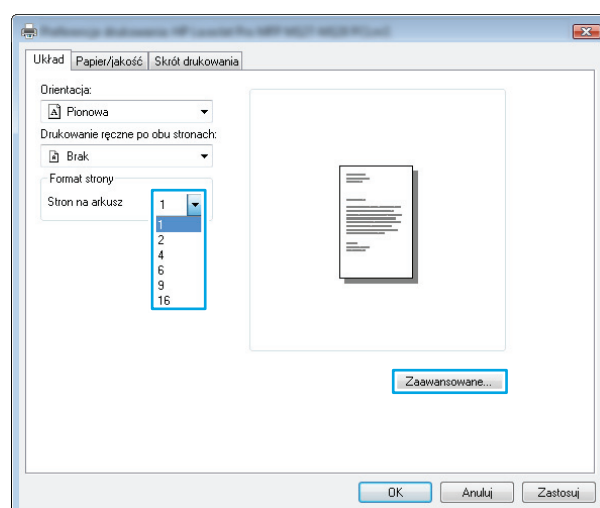 Układ Papier/jakość Skrót drukowania
Orientacja:
A Pionowa
Drukowanie ręczne po obu stronach:
Brak
Format strony
Stron na arkusz 1
1
2
4
6
9
16
Zaawansowane...
OK Anuluj Zastosuj